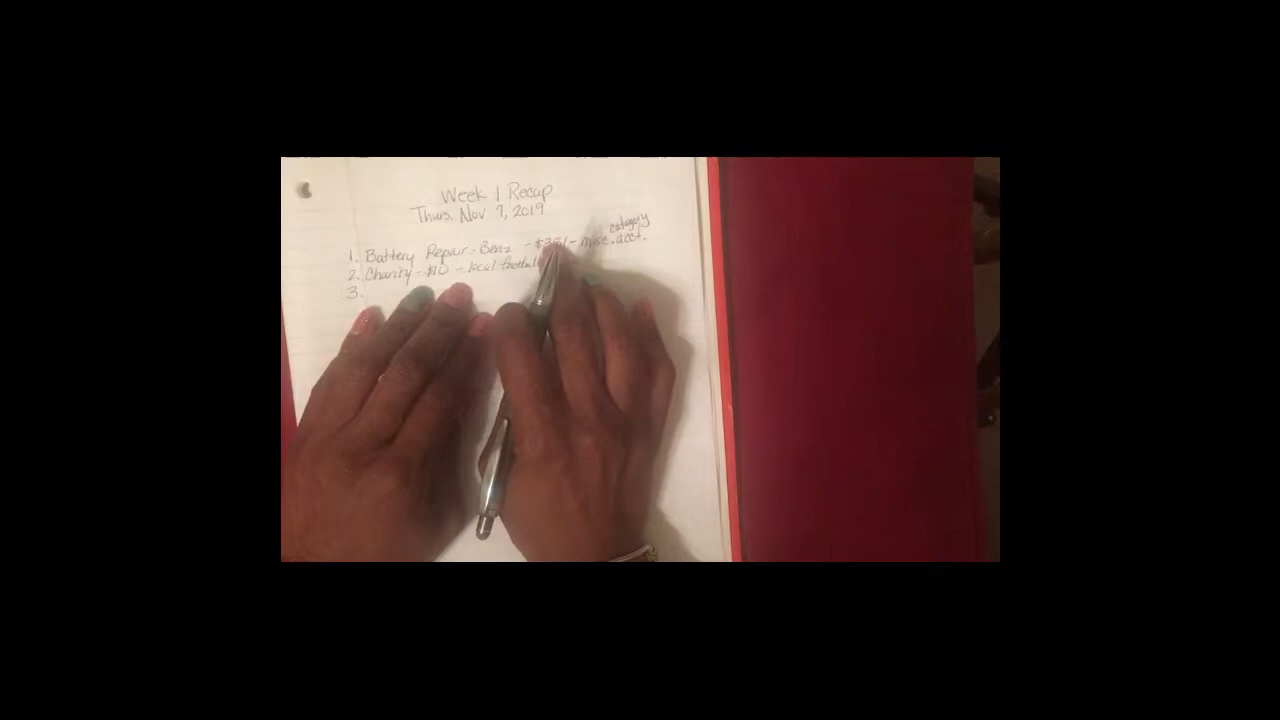 Week 1 Recap
Thurs. Nov 7, 2019
category
1. Battery Repair - Benz - $351 - misc. acct.
2. Charity - $10 - local football
3.